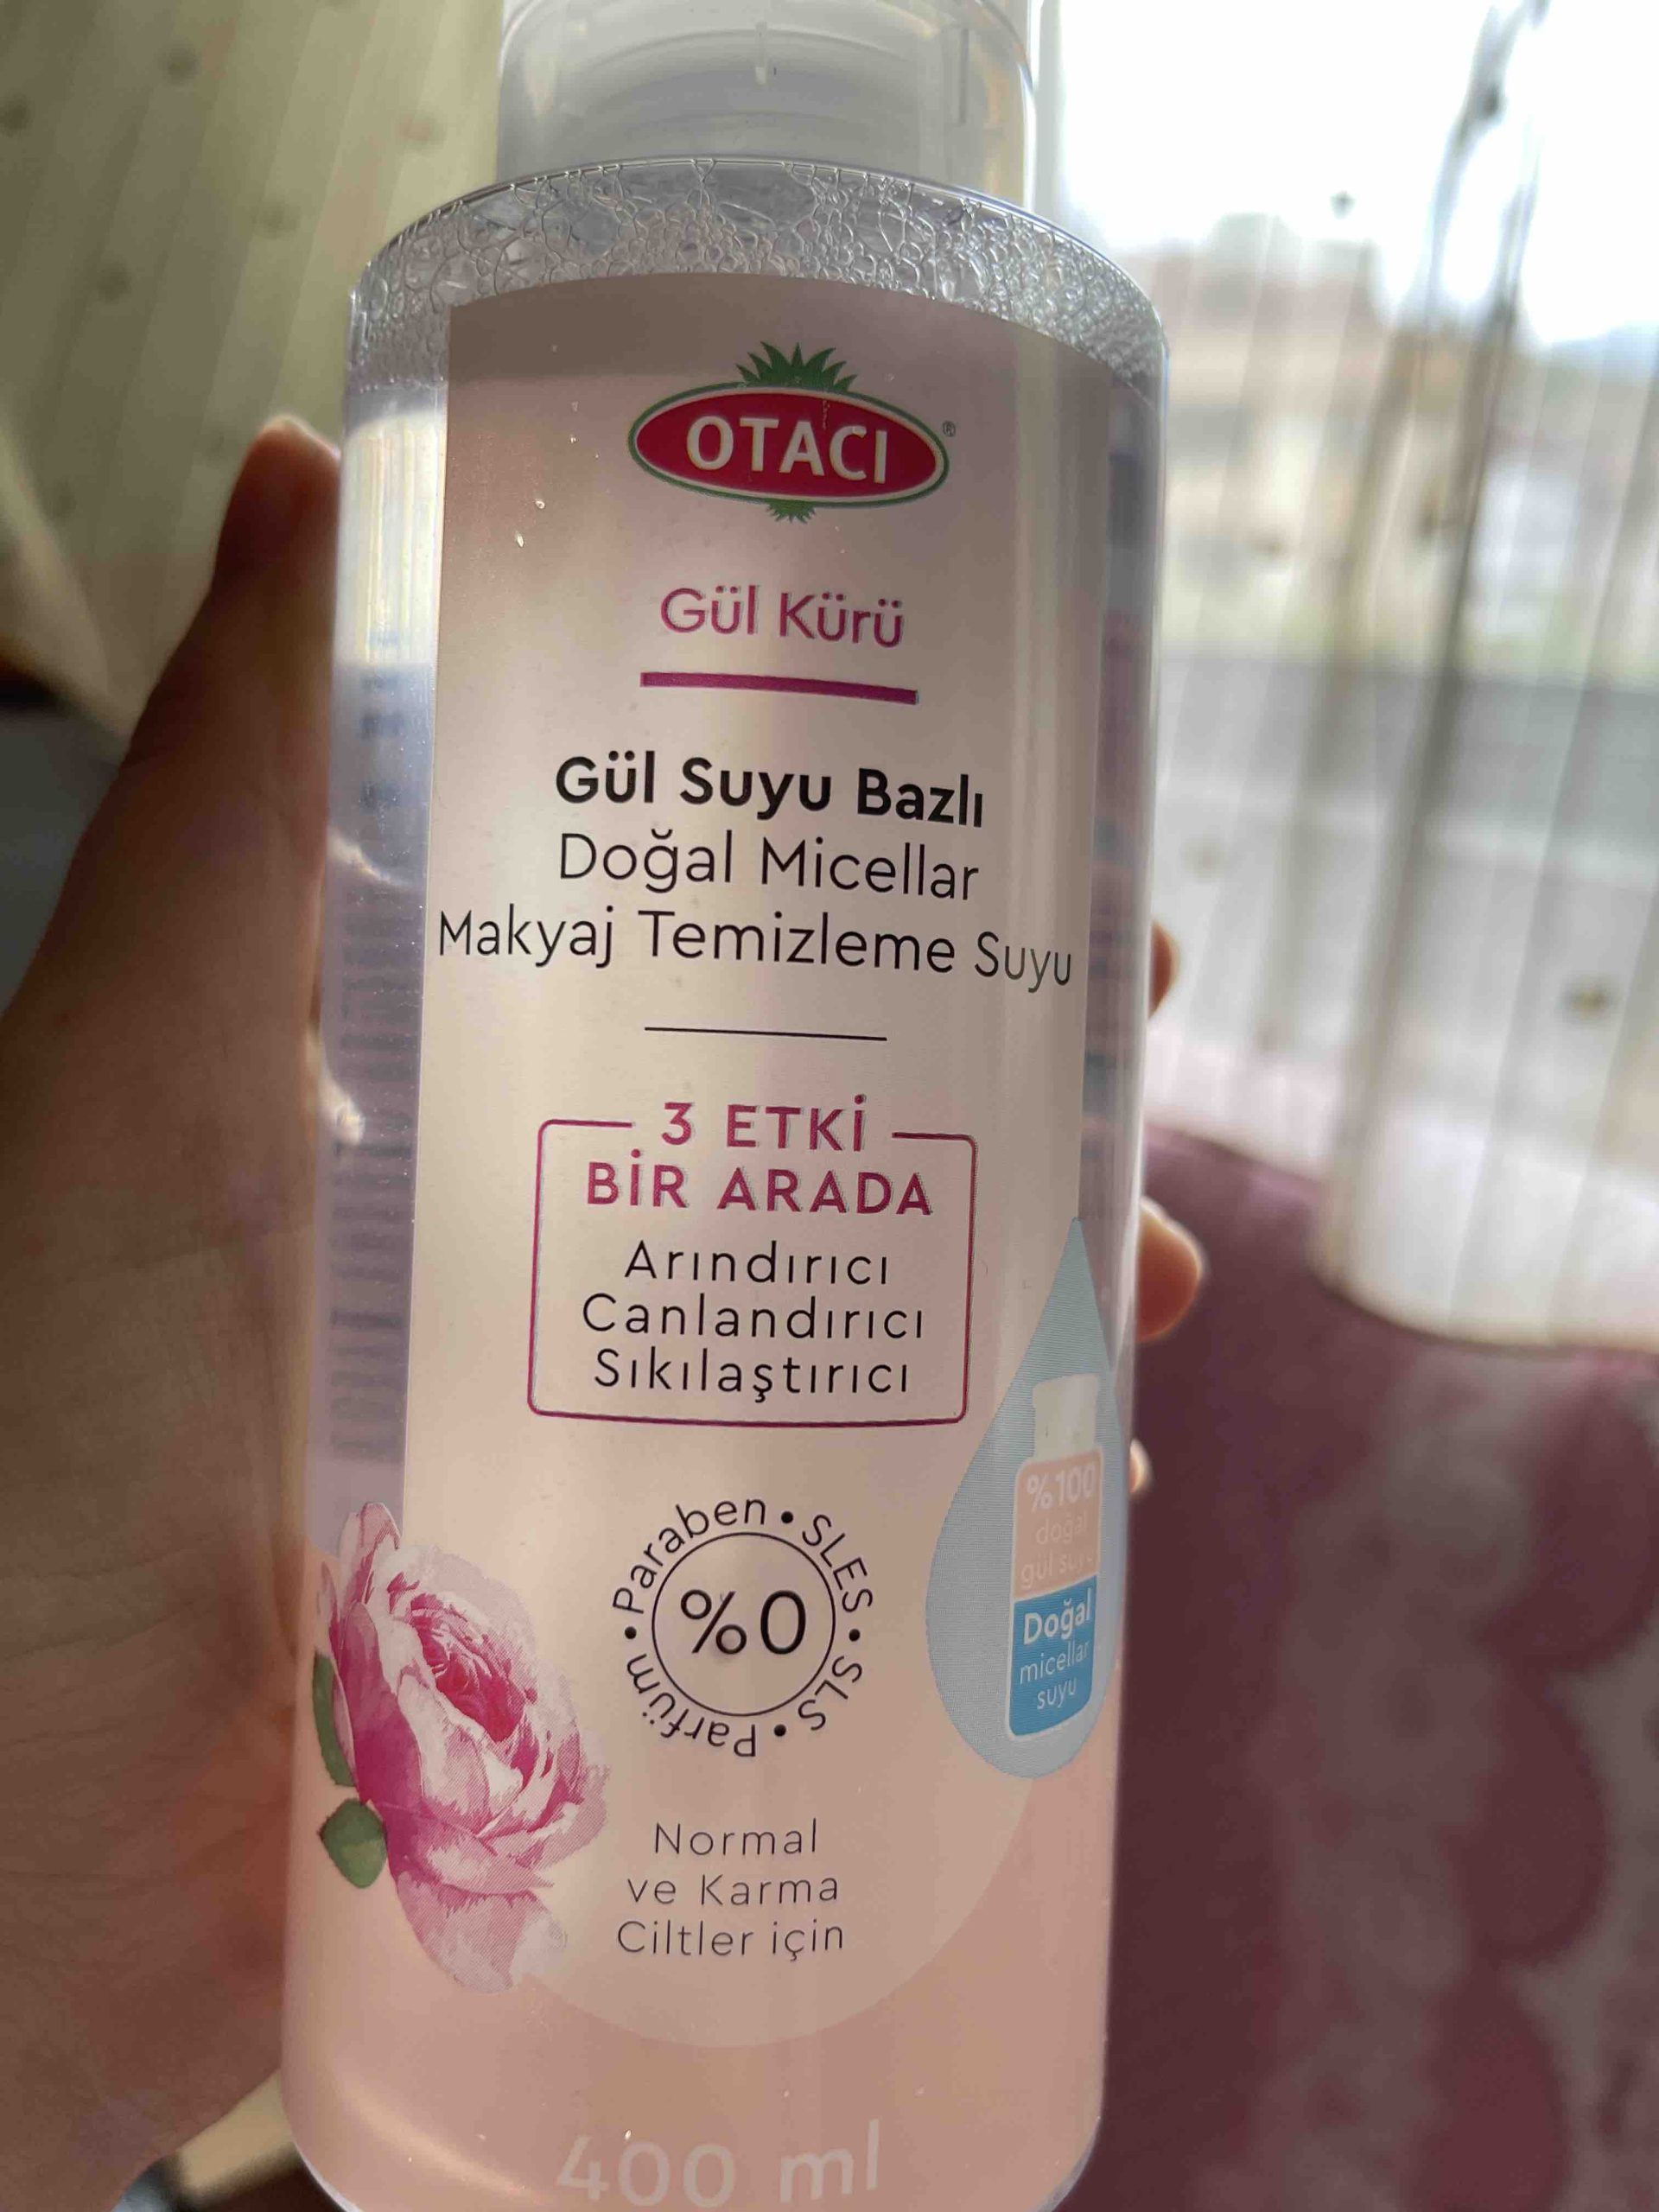 OTACI
®
Gül Kürü
Gül Suyu Bazlı
Doğal Micellar
Makyaj Temizleme Suyu
3 ETKİ
BİR ARADA
Arındırıcı
Canlandırıcı
Sıkılaştırıcı
Paraben • SLES • SLS • Parfüm •
%0
%100
doğal
gül
Doğal
micellar
suyu
Normal
ve Karma
Ciltler için
400 ml